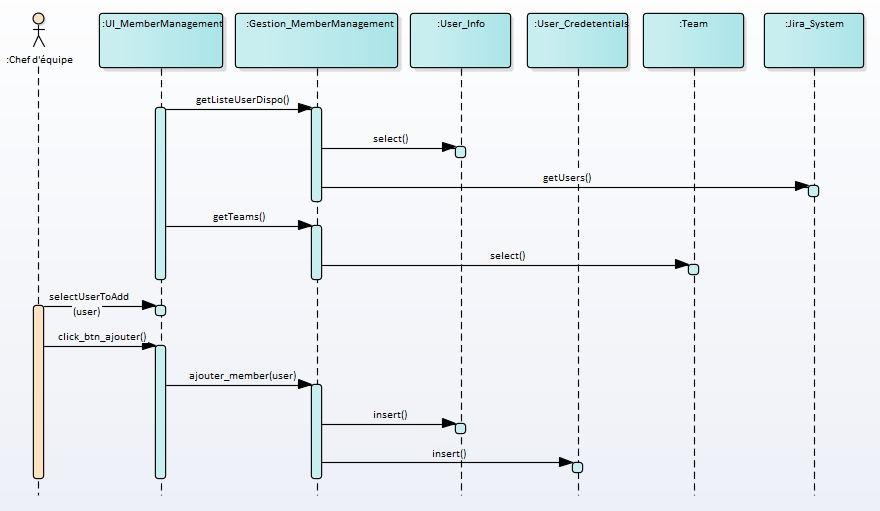 :UI_MemberManagement
:Gestion_MemberManagement
:User_Info
:User_Credetentials
:Team
:Jira_System
:Chef d'équipe
getListeUserDispo()
select()
getUsers()
getTeams()
select()
selectUserToAdd
(user)
click_btn_ajouter()
ajouter_member(user)
insert()
insert()